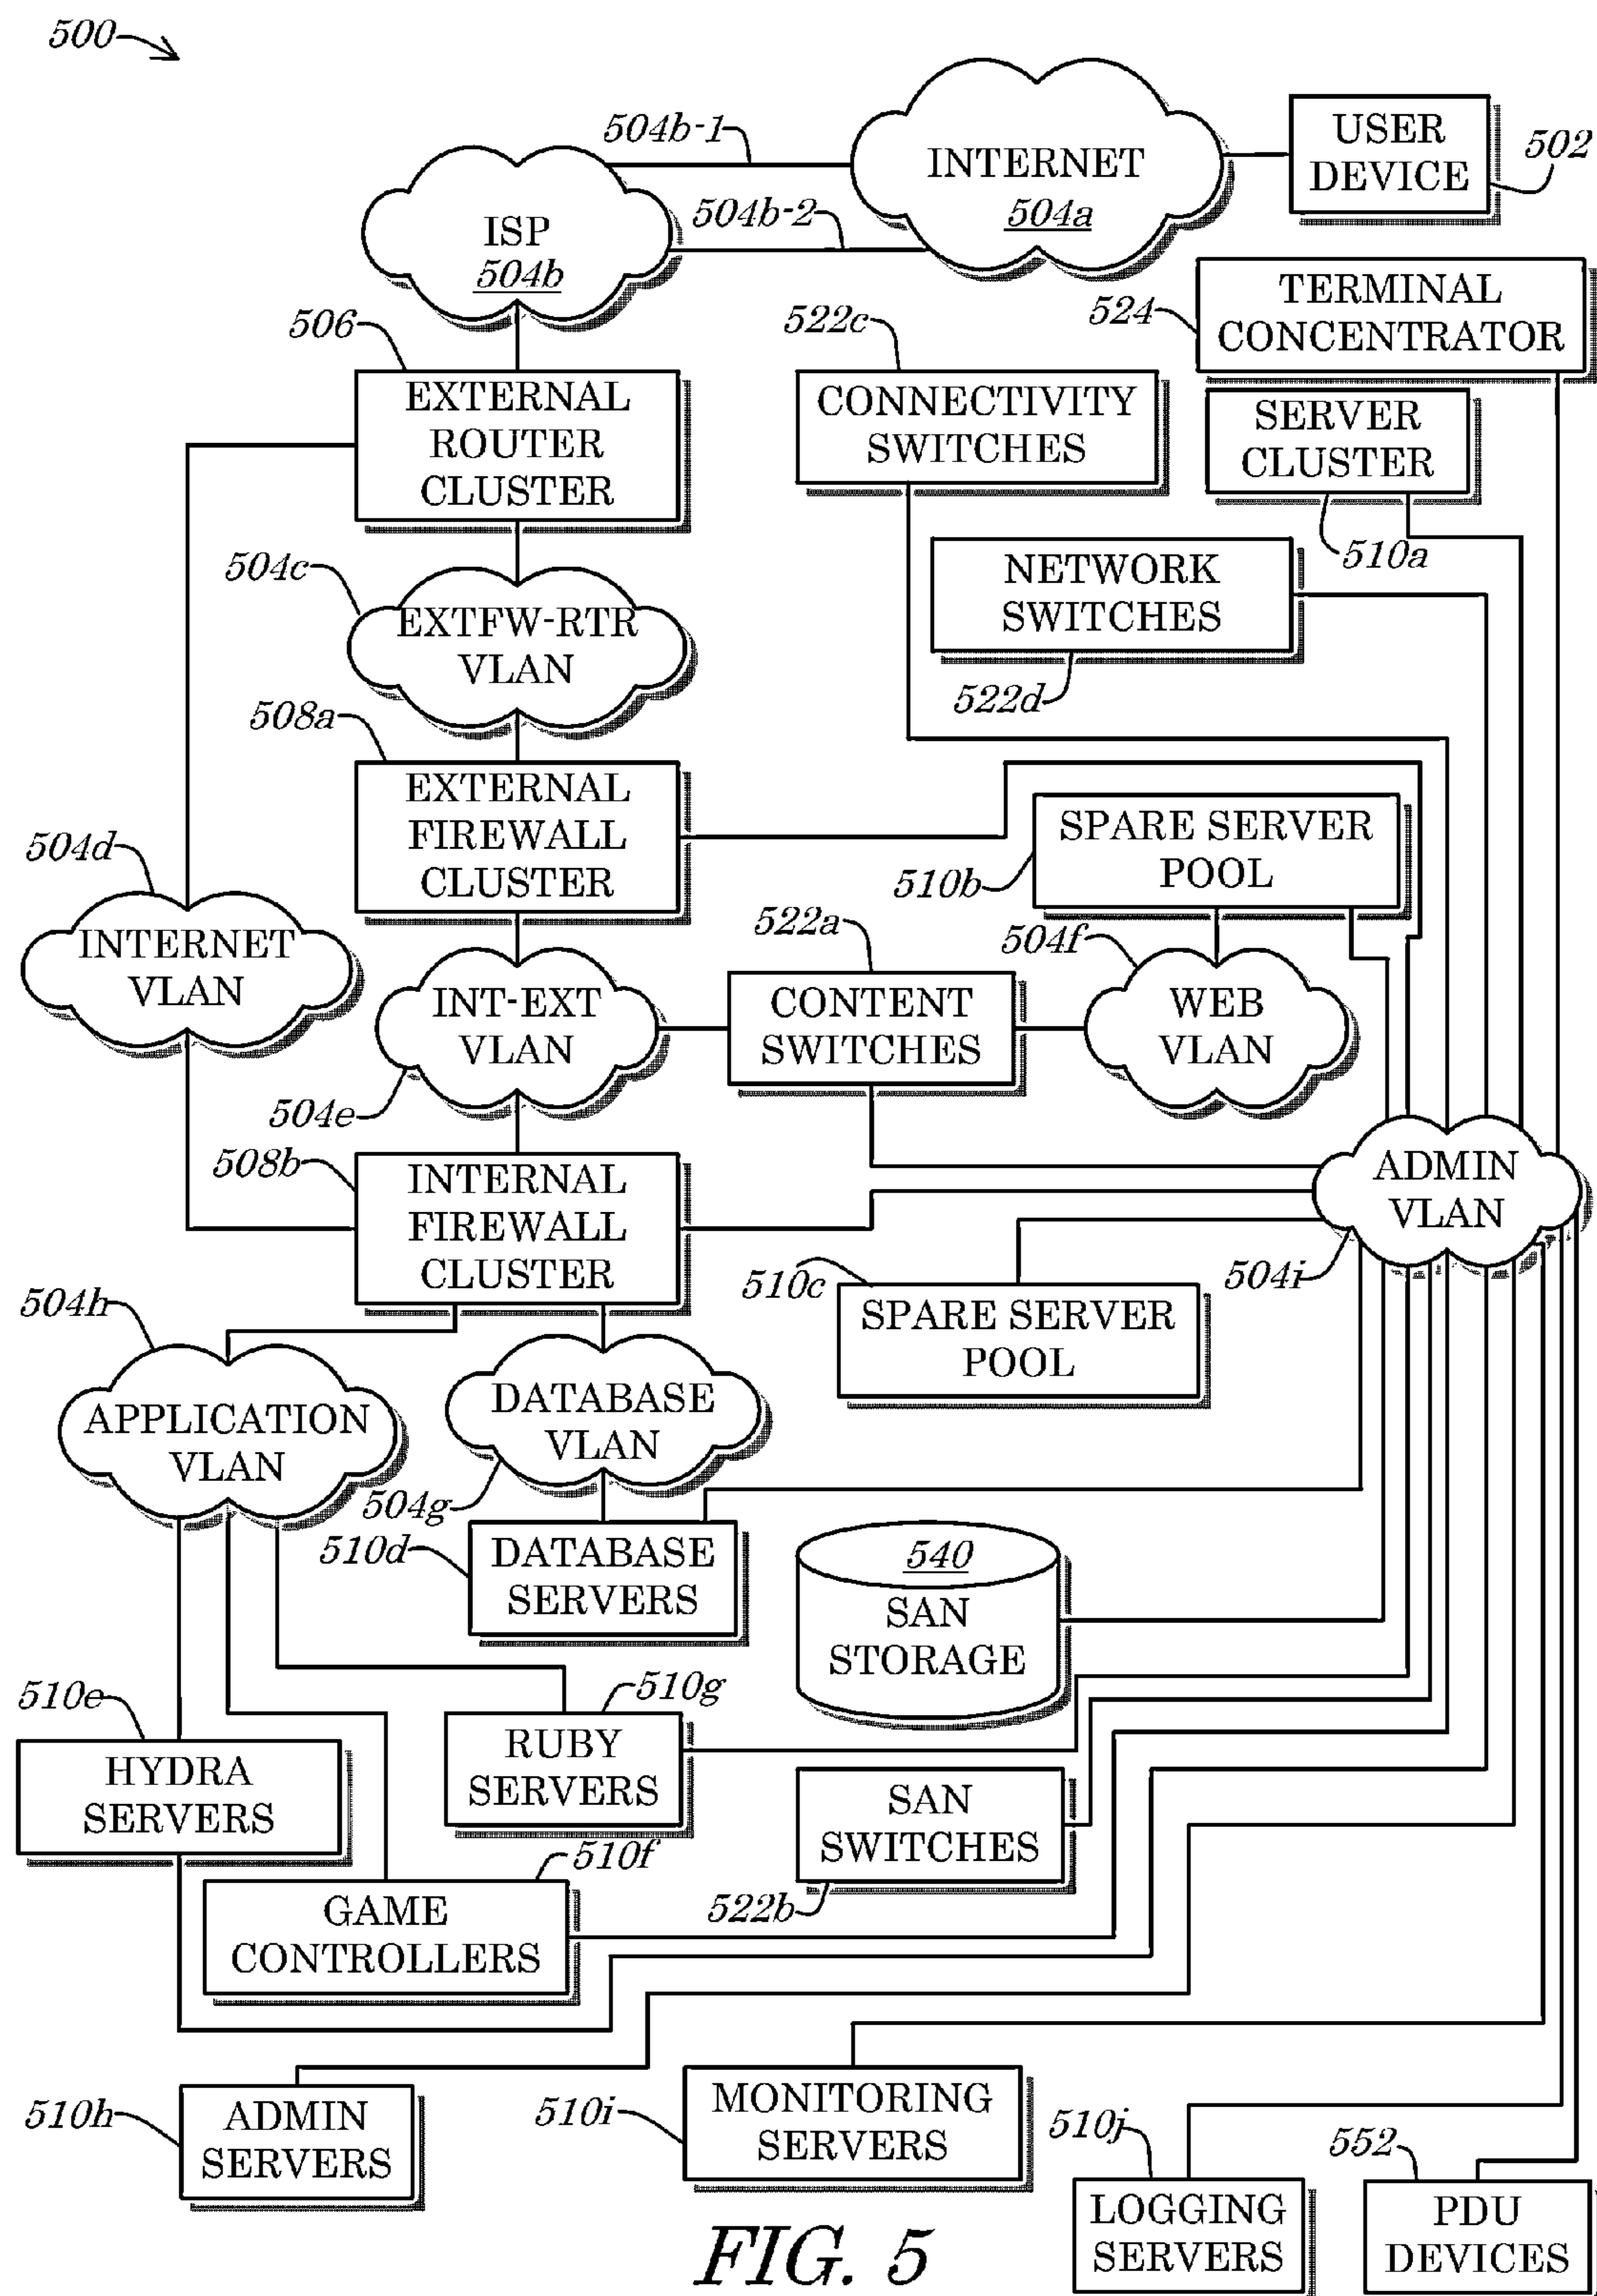 500
504b-1
INTERNET
504a
USER
DEVICE
502
ISP
504b
504b-2
506
522c
524
TERMINAL
CONCENTRATOR
EXTERNAL
ROUTER
CLUSTER
CONNECTIVITY
SWITCHES
SERVER
CLUSTER
510a
504c
EXTFW-RTR
VLAN
NETWORK
SWITCHES
522d
508a
EXTERNAL
FIREWALL
CLUSTER
SPARE SERVER
POOL
510b
504d
INTERNET
VLAN
522a
504f
INT-EXT
VLAN
504e
CONTENT
SWITCHES
WEB
VLAN
508b
INTERNAL
FIREWALL
CLUSTER
ADMIN
VLAN
504i
510c
SPARE SERVER
POOL
504h
APPLICATION
VLAN
DATABASE
VLAN
504g
510d
DATABASE
SERVERS
540
SAN
STORAGE
510e
HYDRA
SERVERS
510g
RUBY
SERVERS
SAN
SWITCHES
522b
510f
GAME
CONTROLLERS
510h
ADMIN
SERVERS
510i
MONITORING
SERVERS
510j
LOGGING
SERVERS
552
PDU
DEVICES
FIG. 5